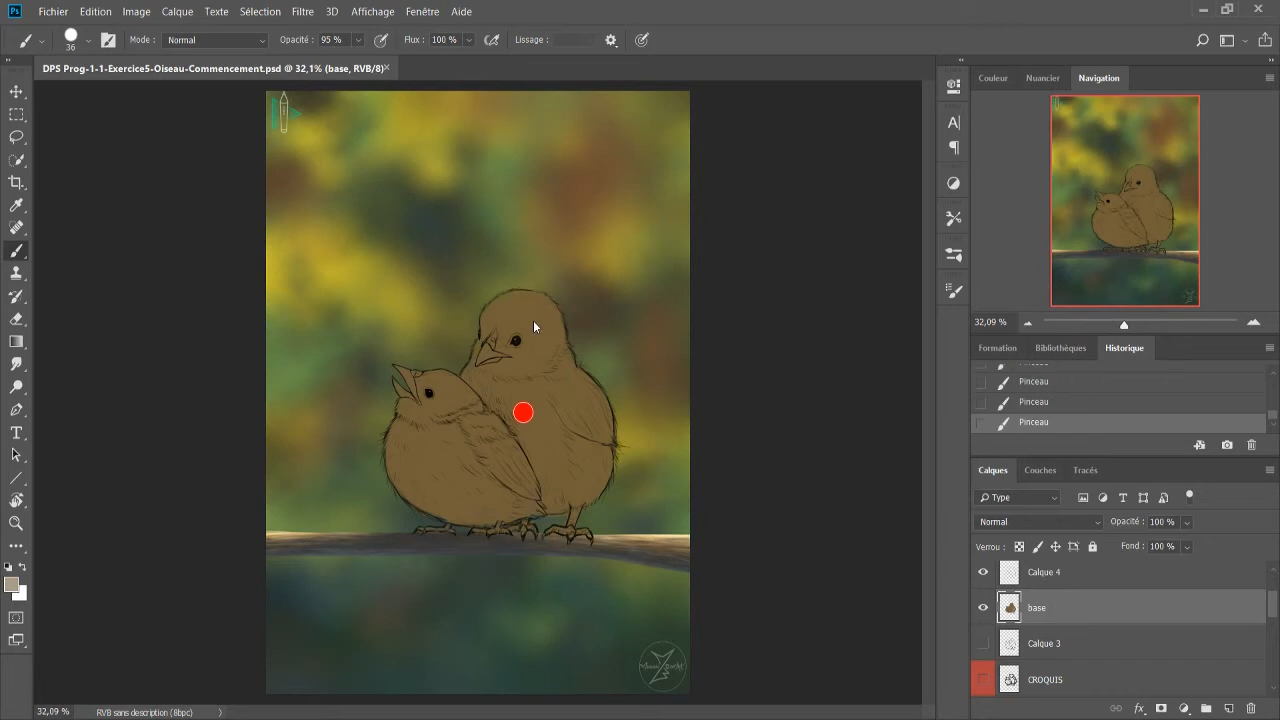 Ps Fichier Edition Image Calque Texte Sélection Filtre 3D Affichage Fenêtre Aide
36 Mode : Normal Opacité : 95 % Flux : 100 % Lissage :
DPS Prog-1-1-Exercice5-Oiseau-Commencement.psd @ 32,1% (base, RVB/8)
Couleur Nuancier Navigation
32,09 %
Formation Bibliothèques Historique
Pinceau
Pinceau
Pinceau
Pinceau
Calques Couches Tracés
Type
Normal Opacité : 100 %
Verrou : Fond : 100 %
Calque 4
base
Calque 3
CROQUIS
32,09 % RVB sans description (8bpc)